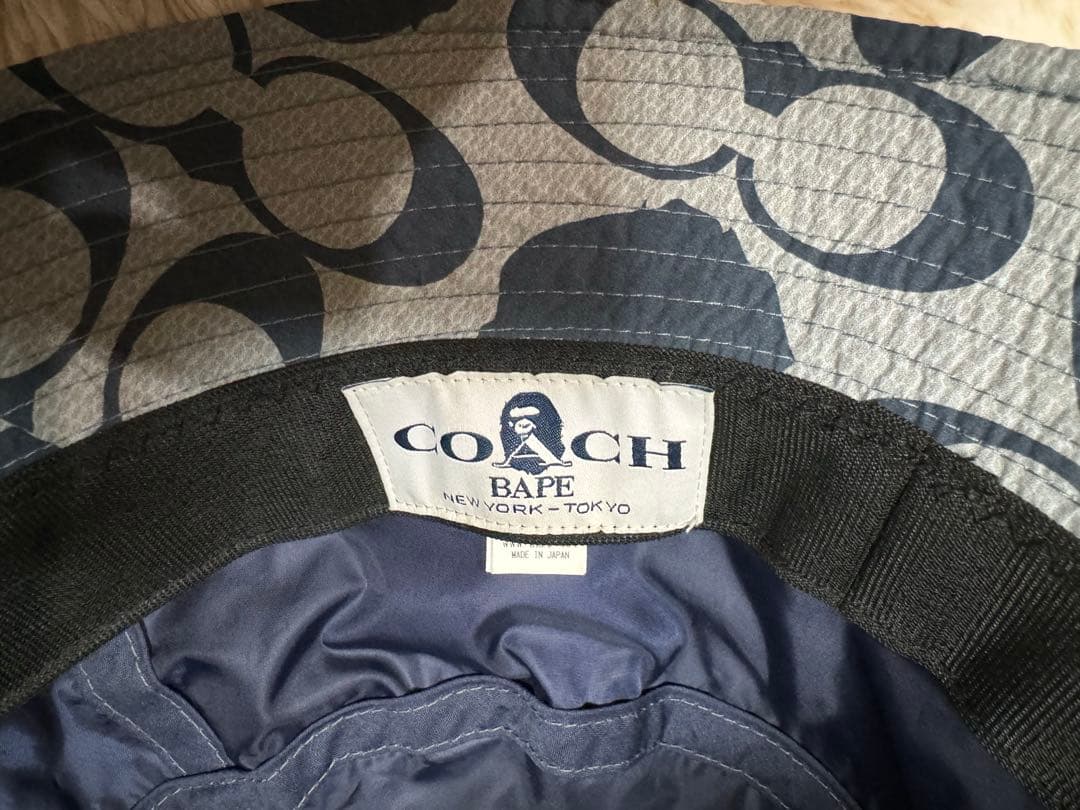 COACH
BAPE
NEW YORK - TOKYO
MADE IN JAPAN